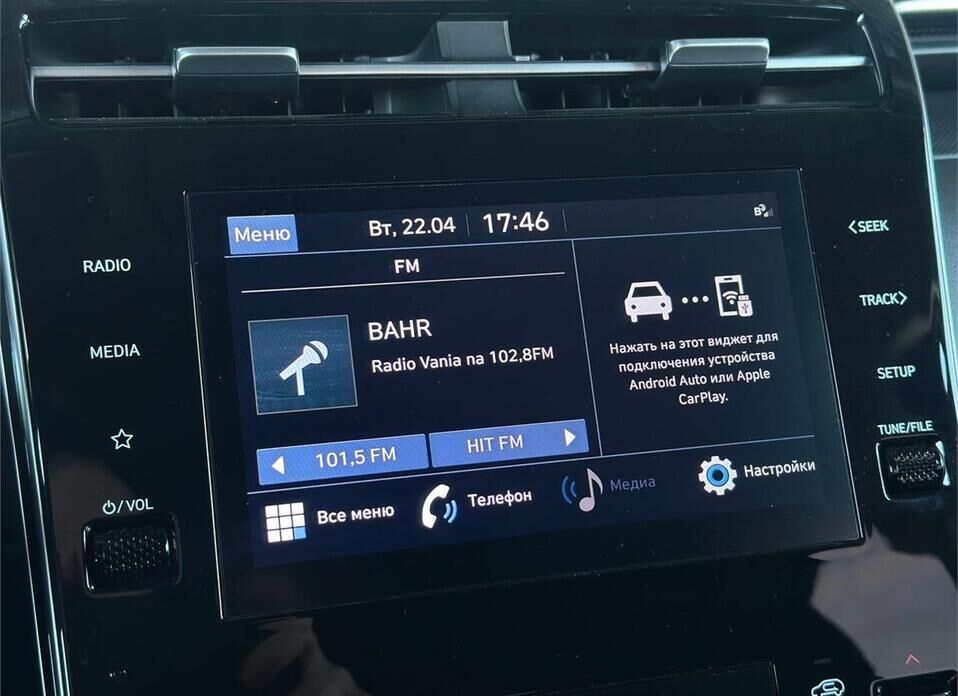 Меню
Вт, 22.04
17:46
<SEEK
RADIO
FM
TRACK>
BAHR
Radio Vania na 102,8FM
Нажать на этот виджет для
подключения устройства
Android Auto или Apple
CarPlay.
MEDIA
SETUP
TUNE/FILE
101,5 FM
HIT FM
Все меню
Телефон
Медиа
Настройки
/VOL